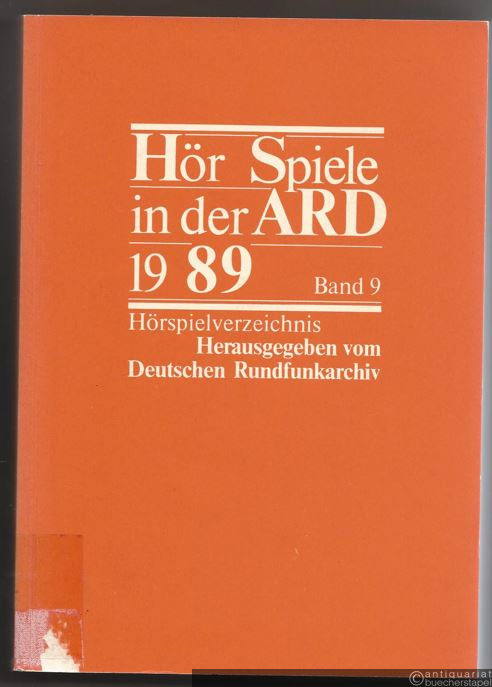 Hör Spiele
in der ARD
19 89 Band 9
Hörspielverzeichnis
Herausgegeben vom
Deutschen Rundfunkarchiv
©antiquariat
buecherstapel